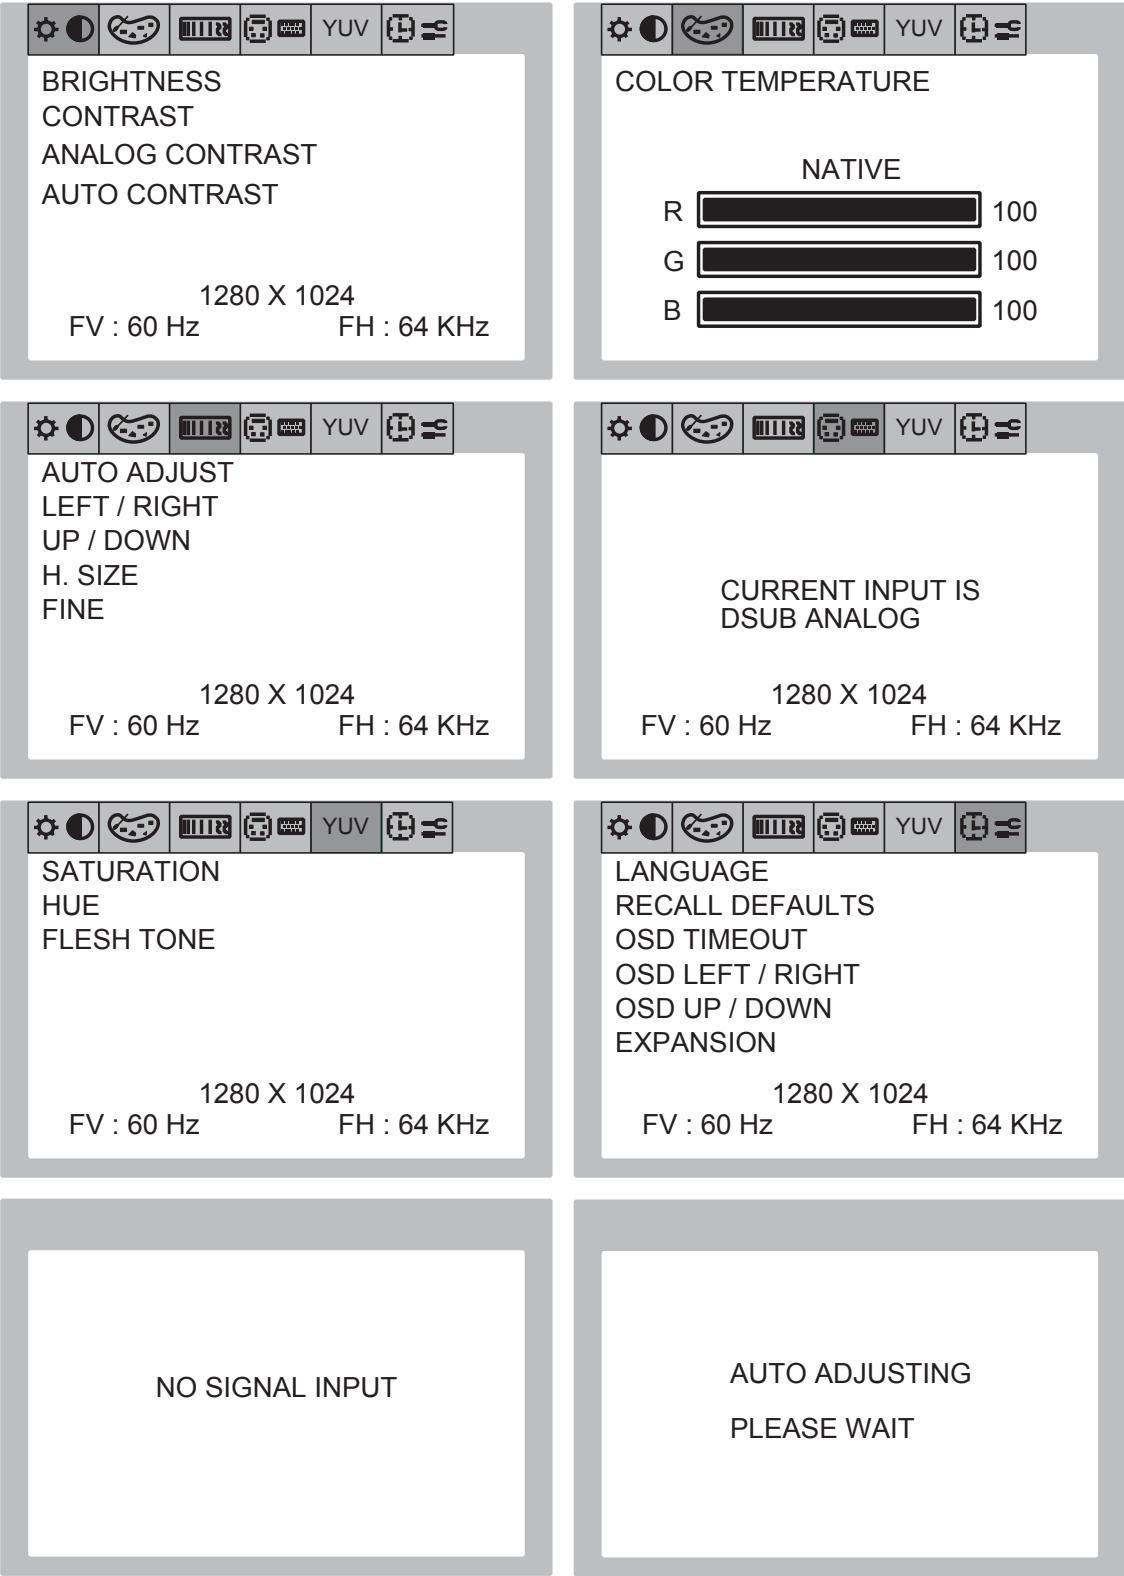 YUV
BRIGHTNESS
CONTRAST
ANALOG CONTRAST
AUTO CONTRAST
1280 X 1024
FV : 60 Hz FH : 64 KHz
YUV
COLOR TEMPERATURE
NATIVE
R 100
G 100
B 100
YUV
AUTO ADJUST
LEFT / RIGHT
UP / DOWN
H. SIZE
FINE
1280 X 1024
FV : 60 Hz FH : 64 KHz
YUV
CURRENT INPUT IS
DSUB ANALOG
1280 X 1024
FV : 60 Hz FH : 64 KHz
YUV
SATURATION
HUE
FLESH TONE
1280 X 1024
FV : 60 Hz FH : 64 KHz
YUV
LANGUAGE
RECALL DEFAULTS
OSD TIMEOUT
OSD LEFT / RIGHT
OSD UP / DOWN
EXPANSION
1280 X 1024
FV : 60 Hz FH : 64 KHz
NO SIGNAL INPUT
AUTO ADJUSTING
PLEASE WAIT